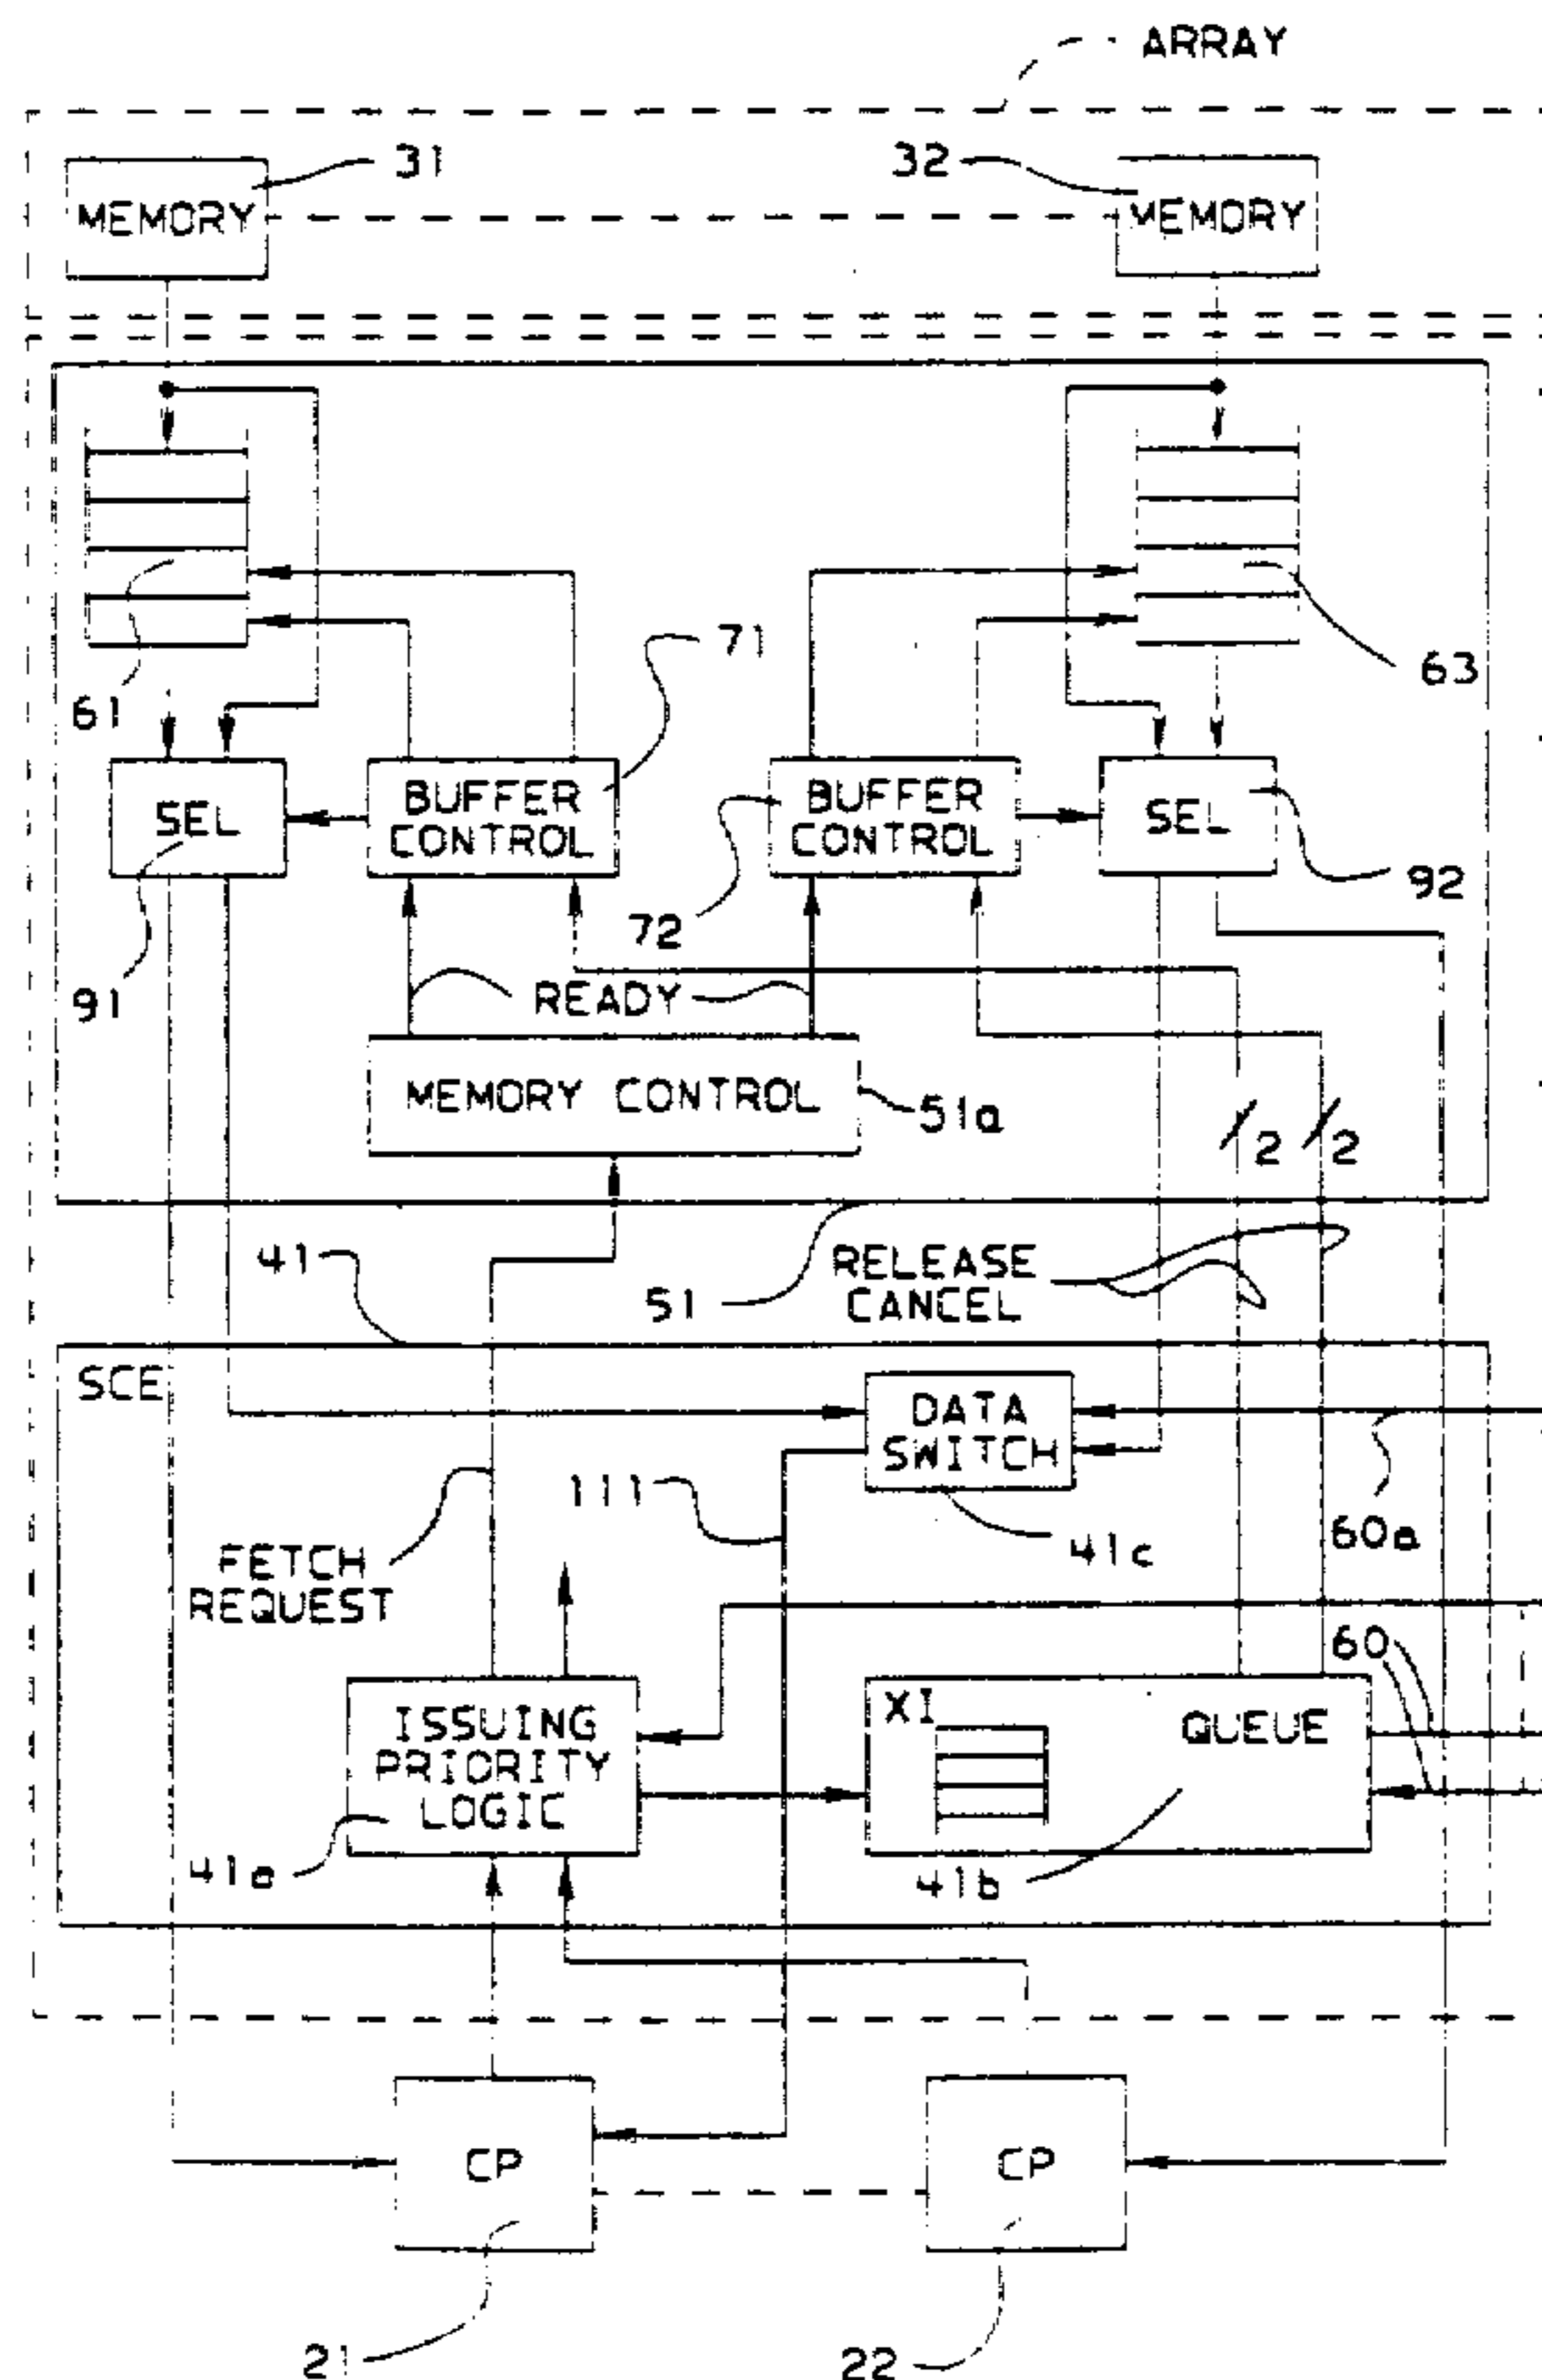 ARRAY
31
32
MEMORY
MEMORY
61
71
63
SEL
BUFFER
CONTROL
72
BUFFER
CONTROL
SEL
92
91
READY
MEMORY CONTROL
51a
2
2
41
51
RELEASE
CANCEL
SCE
DATA
SWITCH
111
41c
60a
FETCH
REQUEST
60
ISSUING
PRIORITY
LOGIC
XI
QUEUE
41a
41b
CP
CP
21
22